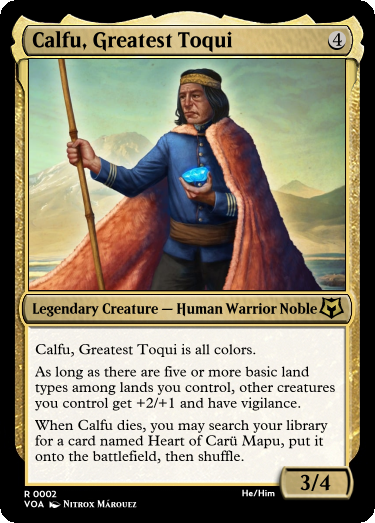 Calfu, Greatest Toqui 4
Legendary Creature — Human Warrior Noble
Calfu, Greatest Toqui is all colors.
As long as there are five or more basic land
types among lands you control, other creatures
you control get +2/+1 and have vigilance.
When Calfu dies, you may search your library
for a card named Heart of Carü Mapu, put it
onto the battlefield, then shuffle.
3/4
R 0002 He/Him
VOA Nitrox Márquez